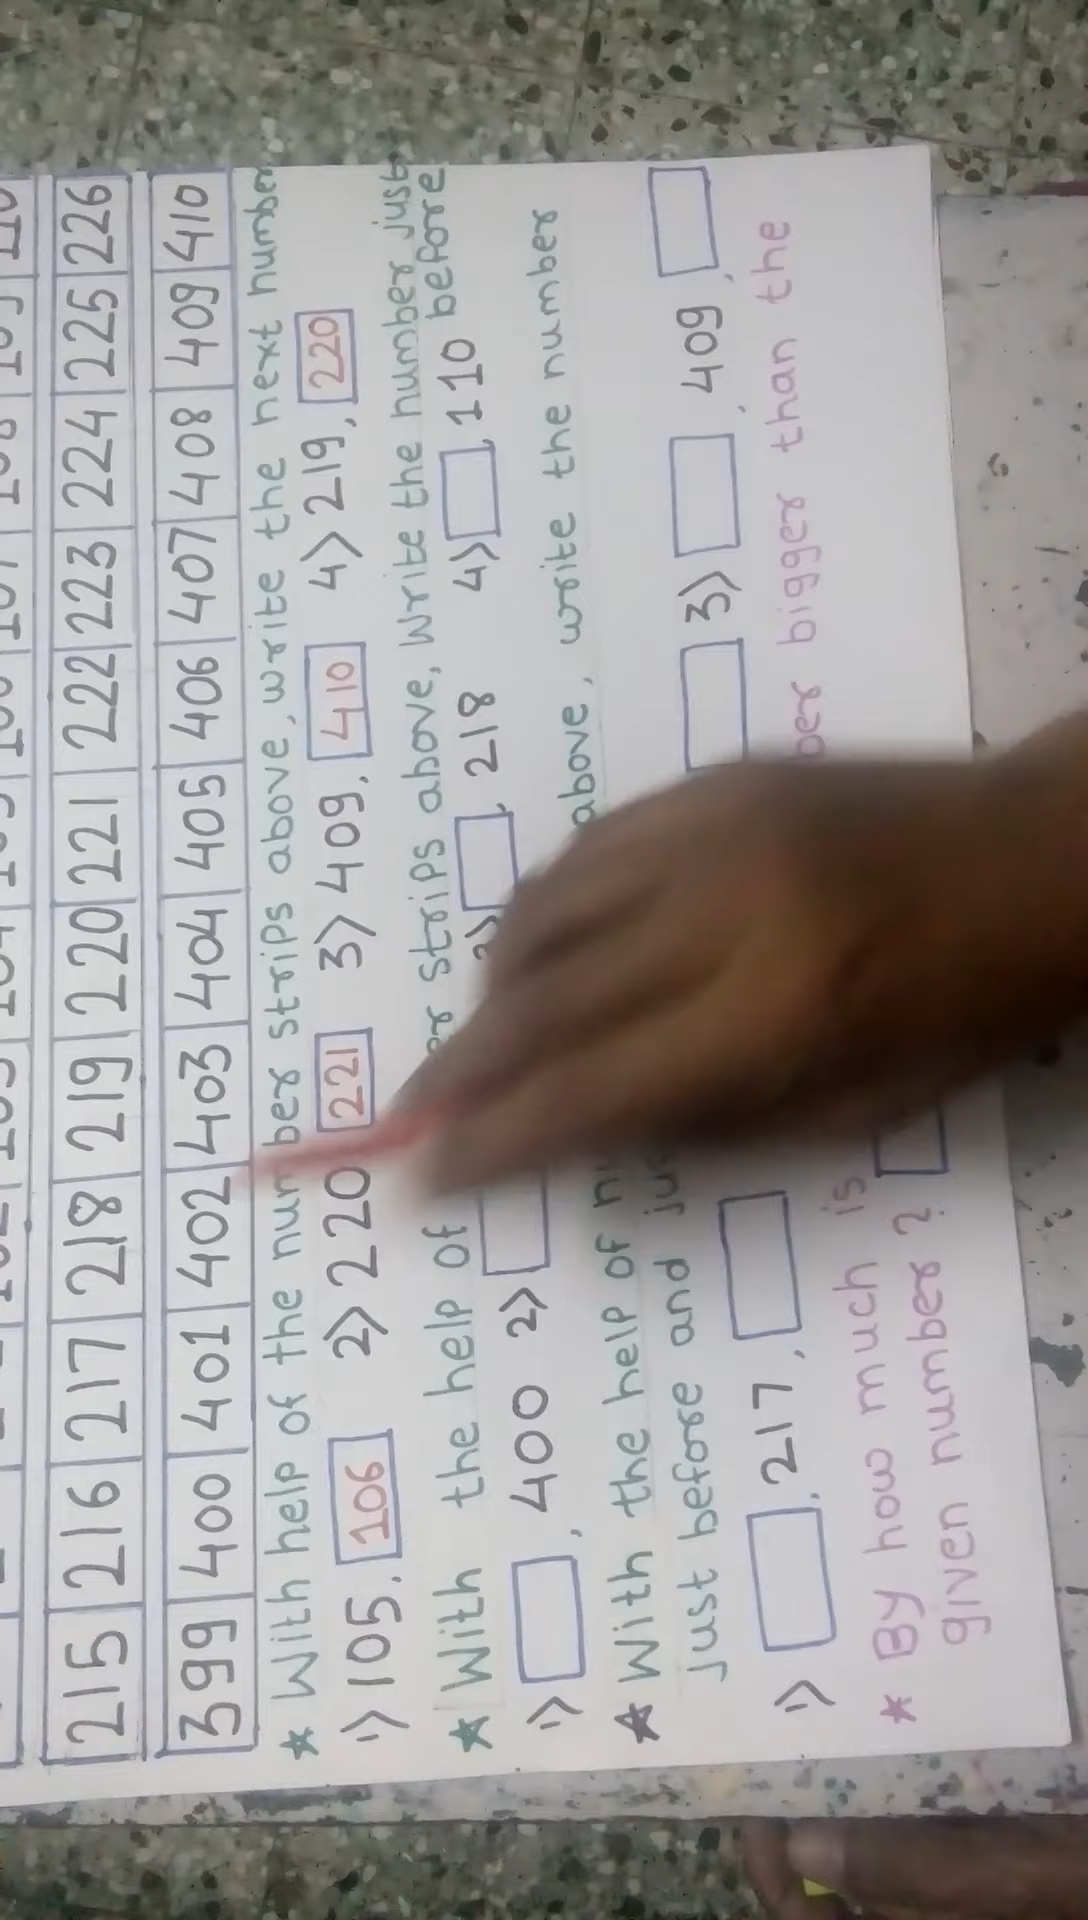 215 216 217 218 219 220 221 222 223 224 225 226
399 400 401 402 403 404 405 406 407 408 409 410
* With help of the number strips above, write the next number
1) 105, 106 2) 220 221 3) 409, 410 4) 219, 220
* With the help of strips above, Write the number just before
1) , 400 2) , 218 4) , 110
* With the help of above, write the number
just before and
1) , 217, 3) , 409,
* By how much is bigger than the
given number ?